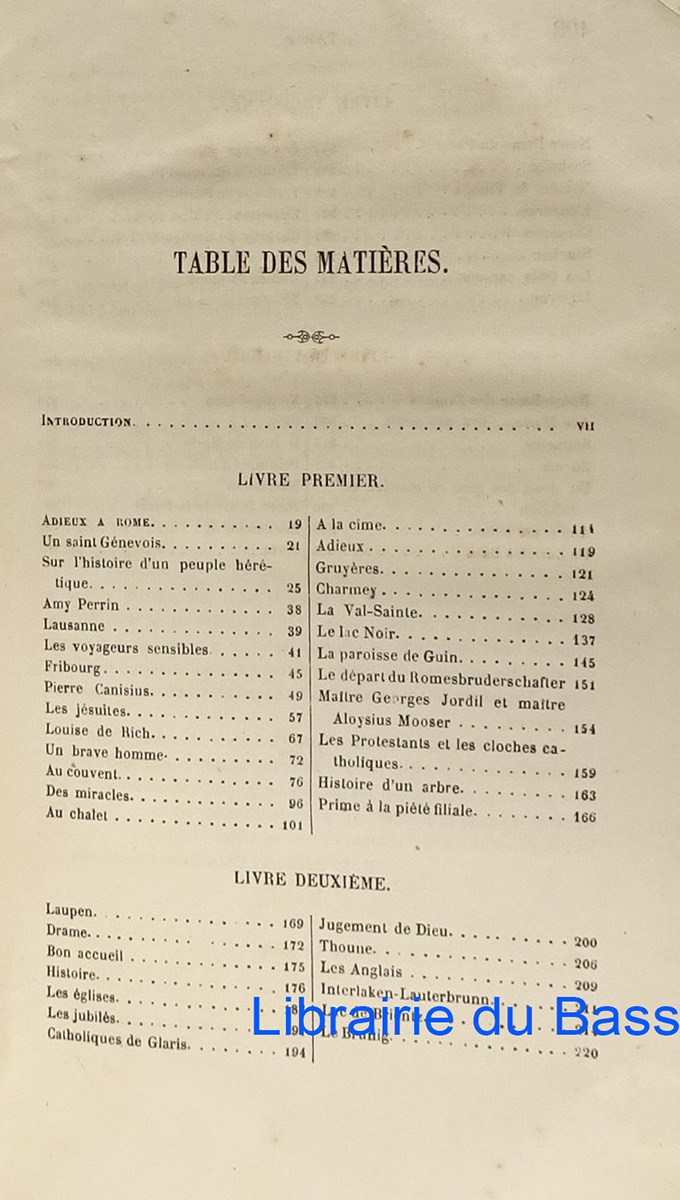 TABLE DES MATIÈRES.
INTRODUCTION. . . . . . . . . . . . . . . . . . . . VII
LIVRE PREMIER.
ADIEUX A ROME. . . . . . . . . . . 19
Un saint Génevois. . . . . . . . . . 21
Sur l'histoire d'un peuple héré-
tique. . . . . . . . . . . . . . . 25
Amy Perrin . . . . . . . . . . . . 38
Lausanne . . . . . . . . . . . . . 39
Les voyageurs sensibles . . . . . . 41
Fribourg. . . . . . . . . . . . . . 45
Pierre Canisius. . . . . . . . . . . 49
Les jésuites. . . . . . . . . . . . . 57
Louise de Rich. . . . . . . . . . . 67
Un brave homme. . . . . . . . . . 72
Au couvent. . . . . . . . . . . . . 76
Des miracles. . . . . . . . . . . . 96
Au chalet . . . . . . . . . . . . . 101
A la cime. . . . . . . . . . . . . . 111
Adieux . . . . . . . . . . . . . . . 119
Gruyères. . . . . . . . . . . . . . 121
Charmey . . . . . . . . . . . . . . 124
La Val-Sainte. . . . . . . . . . . . 128
Le lac Noir. . . . . . . . . . . . . 137
La paroisse de Guin. . . . . . . . . 145
Le départ du Romesbruderschafter 151
Maître Georges Jordil et maître
Aloysius Mooser . . . . . . . . . 154
Les Protestants et les cloches ca-
tholiques. . . . . . . . . . . . . . 159
Histoire d'un arbre. . . . . . . . . 163
Prime à la piété filiale. . . . . . . . 166
LIVRE DEUXIÈME.
Laupen. . . . . . . . . . . . . . . 169
Drame. . . . . . . . . . . . . . . 172
Bon accueil . . . . . . . . . . . . 175
Histoire. . . . . . . . . . . . . . 176
Les églises. . . . . . . . . . . . .
Les jubilés. . . . . . . . . . . . .
Catholiques de Glaris. . . . . . . . 194
Jugement de Dieu. . . . . . . . . . 200
Thoune. . . . . . . . . . . . . . . 206
Les Anglais . . . . . . . . . . . . 209
Interlaken-Lauterbrunn.
Le Brünig. . . . . . . . . . . . . . 220
Librairie du Bass